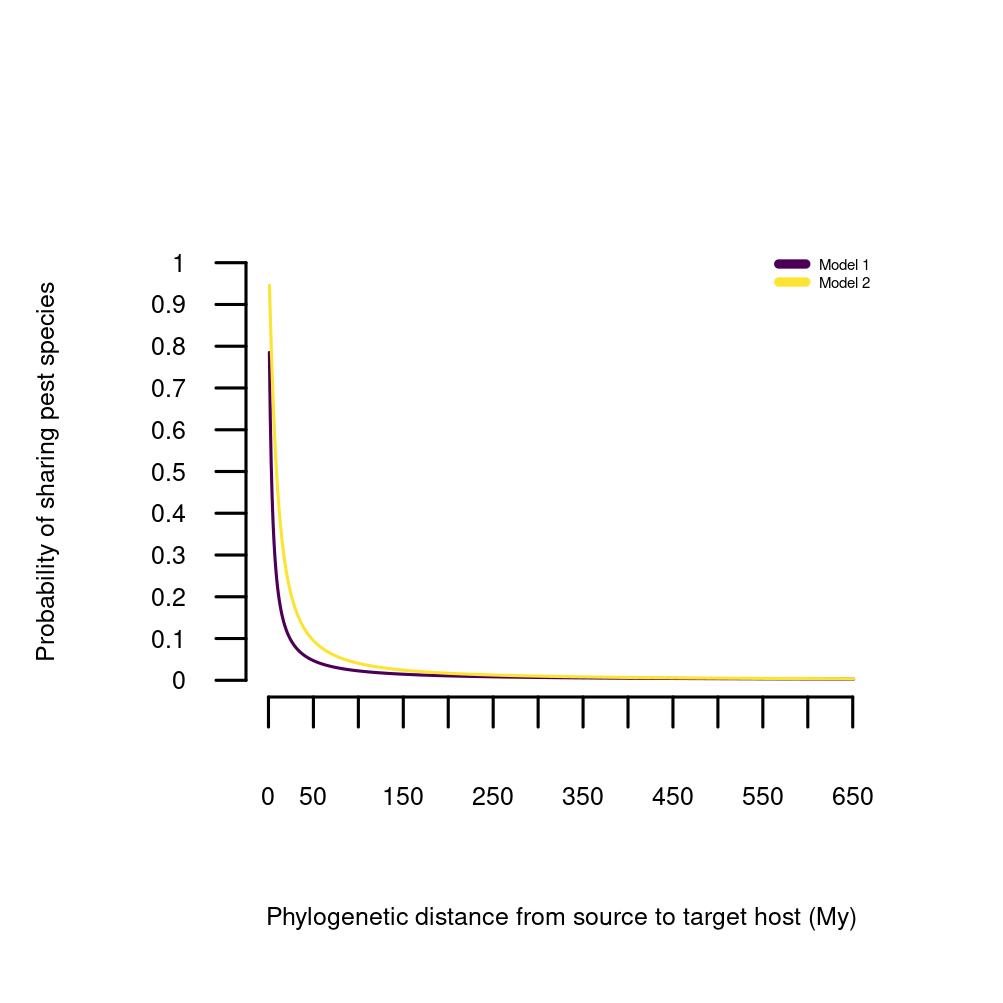 Probability of sharing pest species
1
0.9
0.8
0.7
0.6
0.5
0.4
0.3
0.2
0.1
0
Model 1
Model 2
0 50 150 250 350 450 550 650
Phylogenetic distance from source to target host (My)